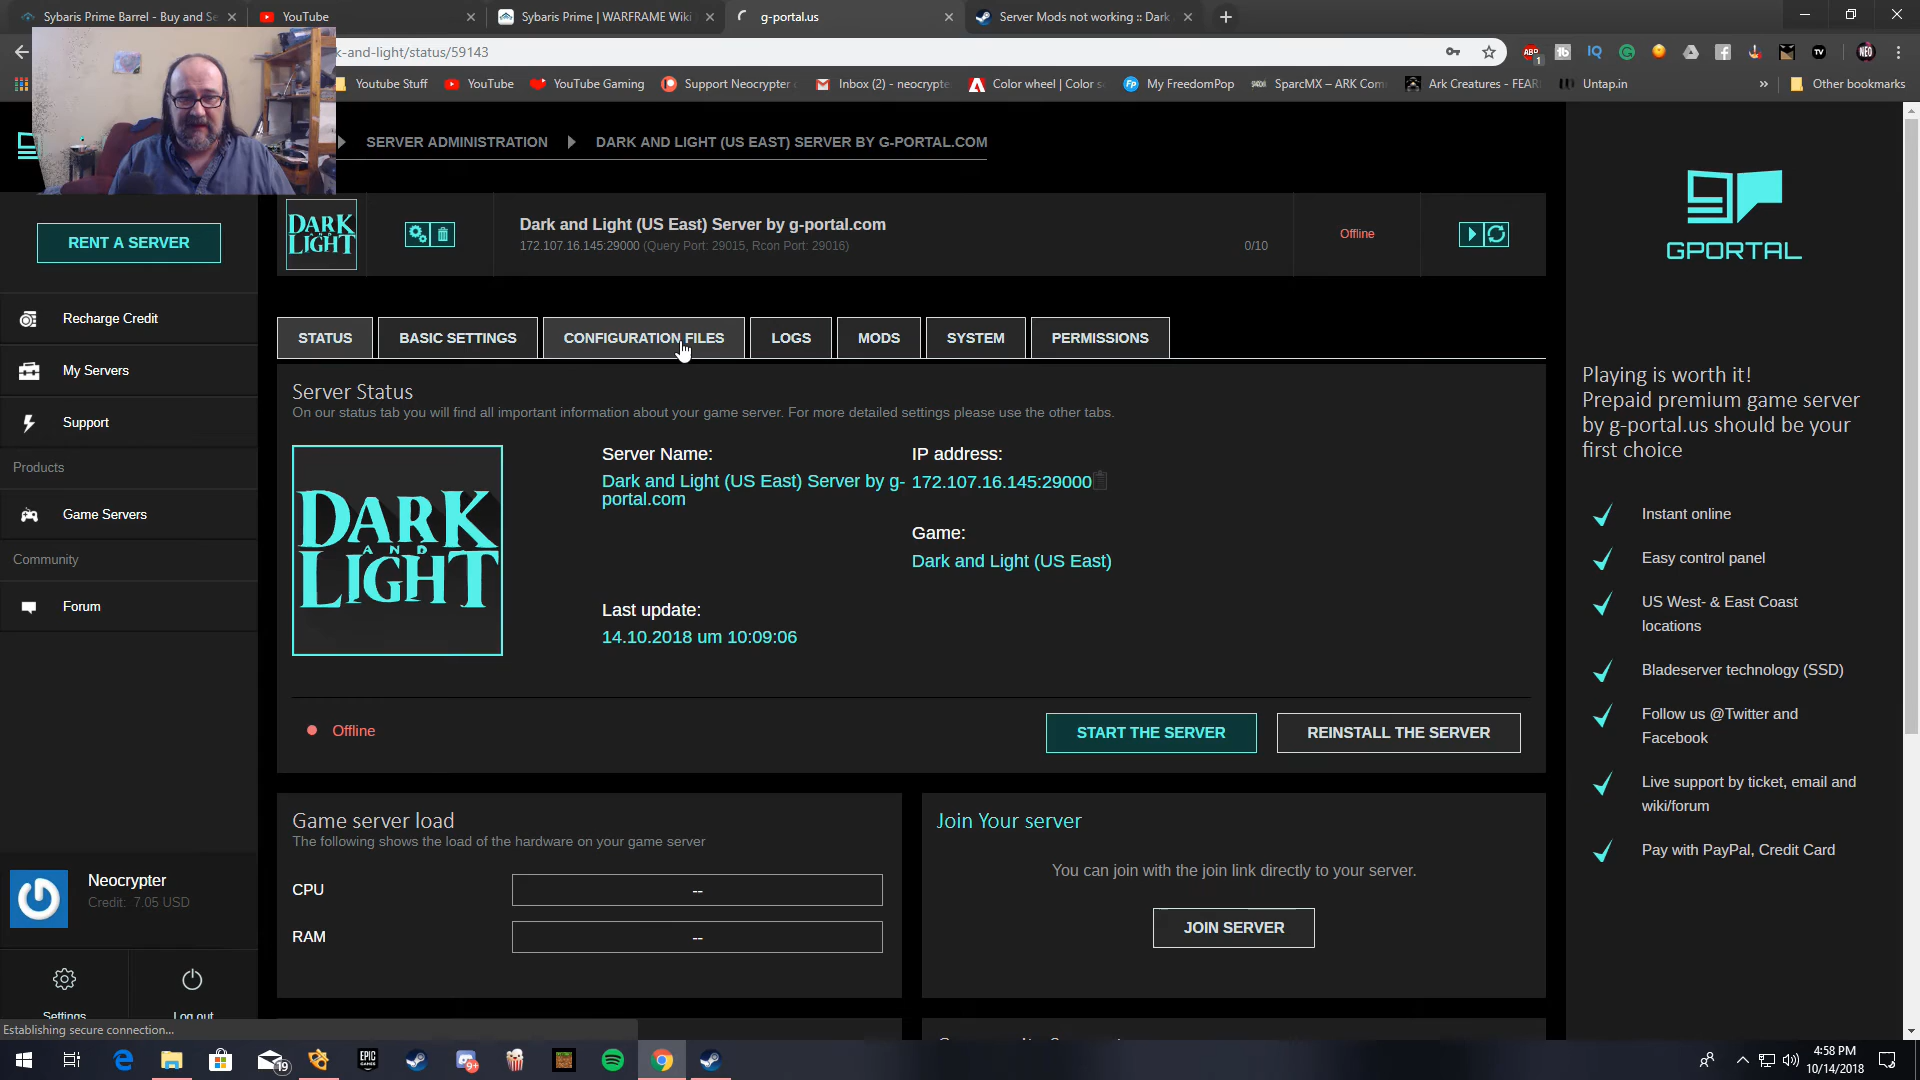 Sybaris Prime Barrel - Buy and Se
YouTube
Sybaris Prime | WARFRAME Wiki
g-portal.us
Server Mods not working :: Dark
k-and-light/status/59143
Youtube Stuff
YouTube
YouTube Gaming
Support Neocrypter
Inbox (2) - neocrypte
Color wheel | Color s
My FreedomPop
SparcMX – ARK Com
Ark Creatures - FEAR
Untap.in
Other bookmarks
SERVER ADMINISTRATION
DARK AND LIGHT (US EAST) SERVER BY G-PORTAL.COM
RENT A SERVER
DARK AND LIGHT
Dark and Light (US East) Server by g-portal.com
172.107.16.145:29000 (Query Port: 29015, Rcon Port: 29016)
0/10
Offline
GPORTAL
Recharge Credit
My Servers
Support
Products
Game Servers
Community
Forum
STATUS
BASIC SETTINGS
CONFIGURATION FILES
LOGS
MODS
SYSTEM
PERMISSIONS
Server Status
On our status tab you will find all important information about your game server. For more detailed settings please use the other tabs.
DARK
AND
LIGHT
Server Name:
Dark and Light (US East) Server by g-
portal.com
IP address:
172.107.16.145:29000
Game:
Dark and Light (US East)
Last update:
14.10.2018 um 10:09:06
Offline
START THE SERVER
REINSTALL THE SERVER
Game server load
The following shows the load of the hardware on your game server
CPU
--
RAM
--
Join Your server
You can join with the join link directly to your server.
JOIN SERVER
Playing is worth it!
Prepaid premium game server
by g-portal.us should be your
first choice
Instant online
Easy control panel
US West- & East Coast
locations
Bladeserver technology (SSD)
Follow us @Twitter and
Facebook
Live support by ticket, email and
wiki/forum
Pay with PayPal, Credit Card
Neocrypter
Credit: 7.05 USD
Settings
Log out
Establishing secure connection...
19
EPIC
GAMES
9+
4:58 PM
10/14/2018